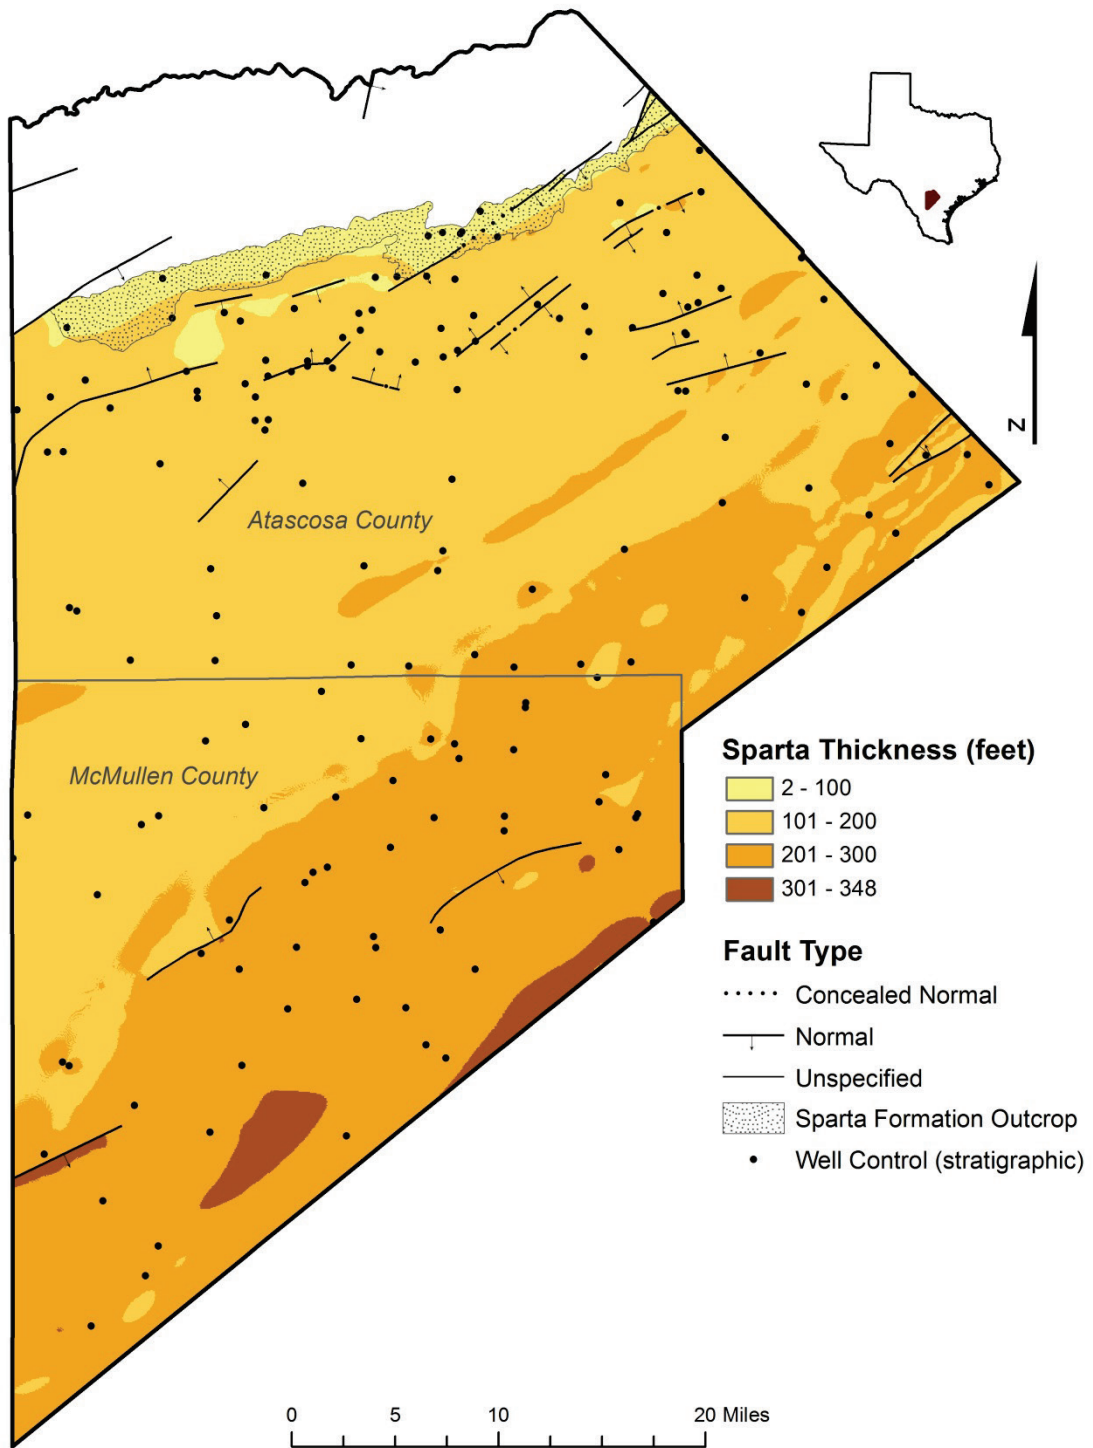 N
Atascosa County
McMullen County
Sparta Thickness (feet)
2 - 100
101 - 200
201 - 300
301 - 348
Fault Type
Concealed Normal
Normal
Unspecified
Sparta Formation Outcrop
Well Control (stratigraphic)
0 5 10 20 Miles